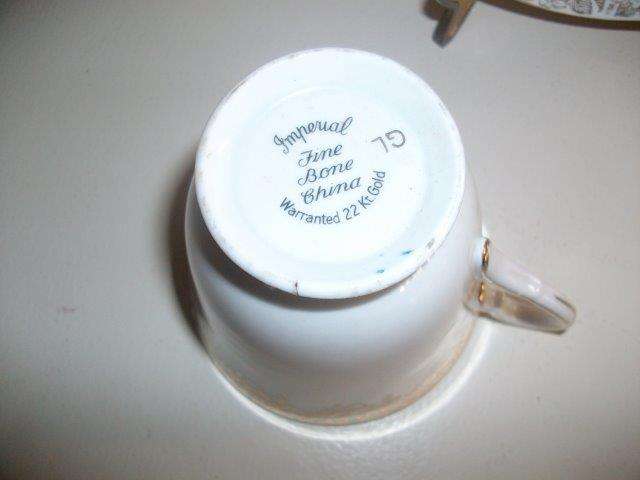 Imperial
Fine
Bone
China
Warranted 22 Kt Gold